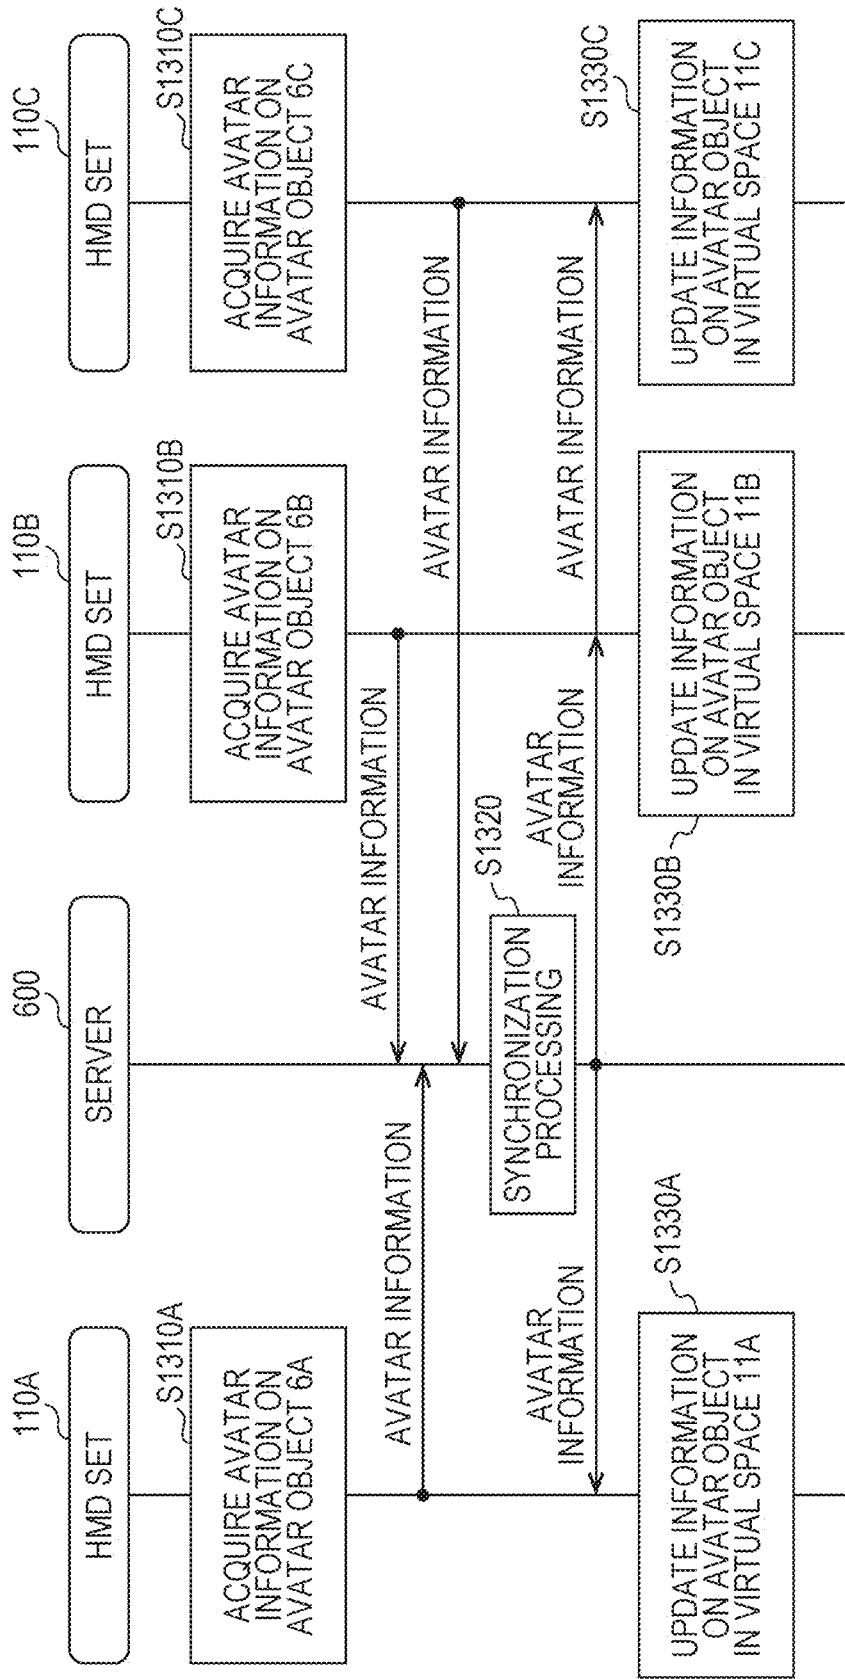 110A
HMD SET
600
SERVER
110B
HMD SET
110C
HMD SET
S1310A
ACQUIRE AVATAR
INFORMATION ON
AVATAR OBJECT 6A
S1310B
ACQUIRE AVATAR
INFORMATION ON
AVATAR OBJECT 6B
S1310C
ACQUIRE AVATAR
INFORMATION ON
AVATAR OBJECT 6C
AVATAR INFORMATION
AVATAR INFORMATION
AVATAR INFORMATION
S1320
SYNCHRONIZATION
PROCESSING
AVATAR
INFORMATION
AVATAR
INFORMATION
AVATAR INFORMATION
S1330A
UPDATE INFORMATION
ON AVATAR OBJECT
IN VIRTUAL SPACE 11A
S1330B
UPDATE INFORMATION
ON AVATAR OBJECT
IN VIRTUAL SPACE 11B
S1330C
UPDATE INFORMATION
ON AVATAR OBJECT
IN VIRTUAL SPACE 11C